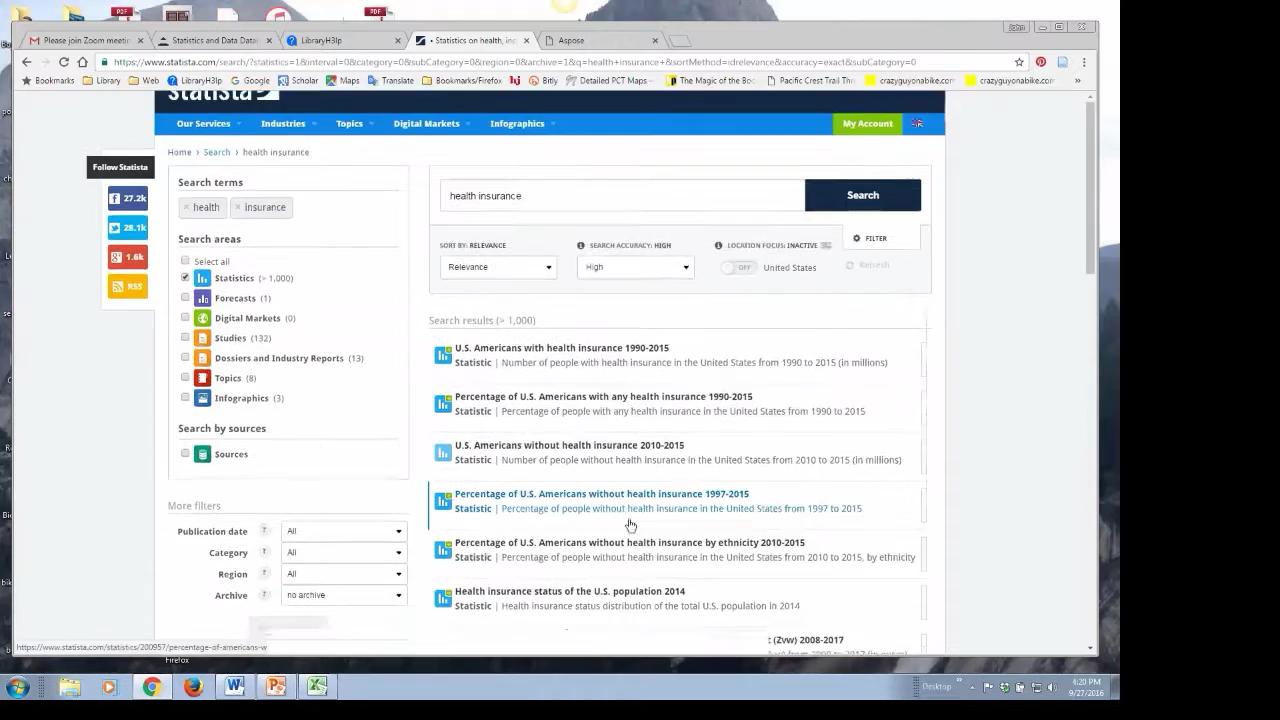 PDF
PDF
John
Please join Zoom meeti
Statistics and Data Datal
LibraryH3lp
• Statistics on health, inc
Aspose
https://www.statista.com/search/?statistics=1&interval=0&category=0&subCategory=0&region=0&archive=1&q=health+insurance+&sortMethod=idrelevance&accuracy=exact&subCategory=0
Bookmarks
Library
Web
LibraryH3lp
Google
Scholar
Maps
Translate
Bookmarks/Firefox
Bitly
Detailed PCT Maps
The Magic of the Boo
Pacific Crest Trail Thr
crazyguyonabike.com
crazyguyonabike.com
statista
Our Services
Industries
Topics
Digital Markets
Infographics
My Account
Home › Search › health insurance
Follow Statista
27.2k
28.1k
1.6k
RSS
Search terms
× health × insurance
Search areas
Select all
Statistics (> 1,000)
Forecasts (1)
Digital Markets (0)
Studies (132)
Dossiers and Industry Reports (13)
Topics (8)
Infographics (3)
Search by sources
Sources
More filters
Publication date ? All
Category ? All
Region ? All
Archive ? no archive
health insurance
Search
FILTER
SORT BY: RELEVANCE
SEARCH ACCURACY: HIGH
LOCATION FOCUS: INACTIVE
Relevance
High
OFF United States
Refresh
Search results (> 1,000)
U.S. Americans with health insurance 1990-2015
Statistic | Number of people with health insurance in the United States from 1990 to 2015 (in millions)
Percentage of U.S. Americans with any health insurance 1990-2015
Statistic | Percentage of people with any health insurance in the United States from 1990 to 2015
U.S. Americans without health insurance 2010-2015
Statistic | Number of people without health insurance in the United States from 2010 to 2015 (in millions)
Percentage of U.S. Americans without health insurance 1997-2015
Statistic | Percentage of people without health insurance in the United States from 1997 to 2015
Percentage of U.S. Americans without health insurance by ethnicity 2010-2015
Statistic | Percentage of people without health insurance in the United States from 2010 to 2015, by ethnicity
Health insurance status of the U.S. population 2014
Statistic | Health insurance status distribution of the total U.S. population in 2014
(Zvw) 2008-2017
https://www.statista.com/statistics/200957/percentage-of-americans-w
Firefox
Desktop
4:20 PM
9/27/2016